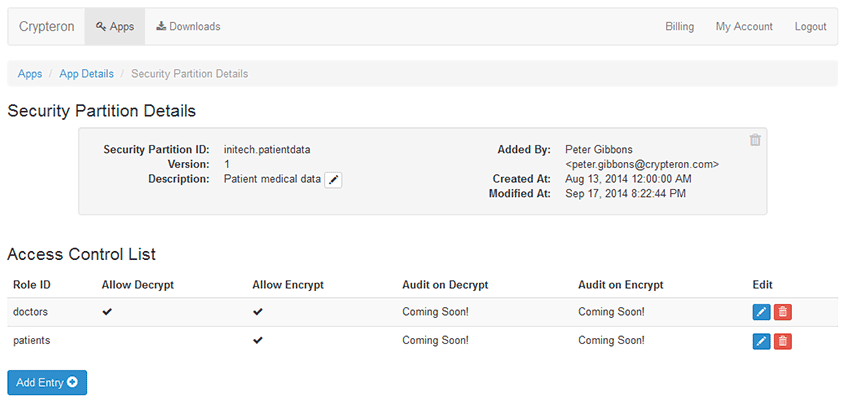 Crypteron Apps Downloads Billing My Account Logout
Apps / App Details / Security Partition Details
Security Partition Details
Security Partition ID: initech.patientdata Added By: Peter Gibbons
Version: 1 <peter.gibbons@crypteron.com>
Description: Patient medical data Created At: Aug 13, 2014 12:00:00 AM
Modified At: Sep 17, 2014 8:22:44 PM
Access Control List
Role ID Allow Decrypt Allow Encrypt Audit on Decrypt Audit on Encrypt Edit
doctors Coming Soon! Coming Soon!
patients Coming Soon! Coming Soon!
Add Entry